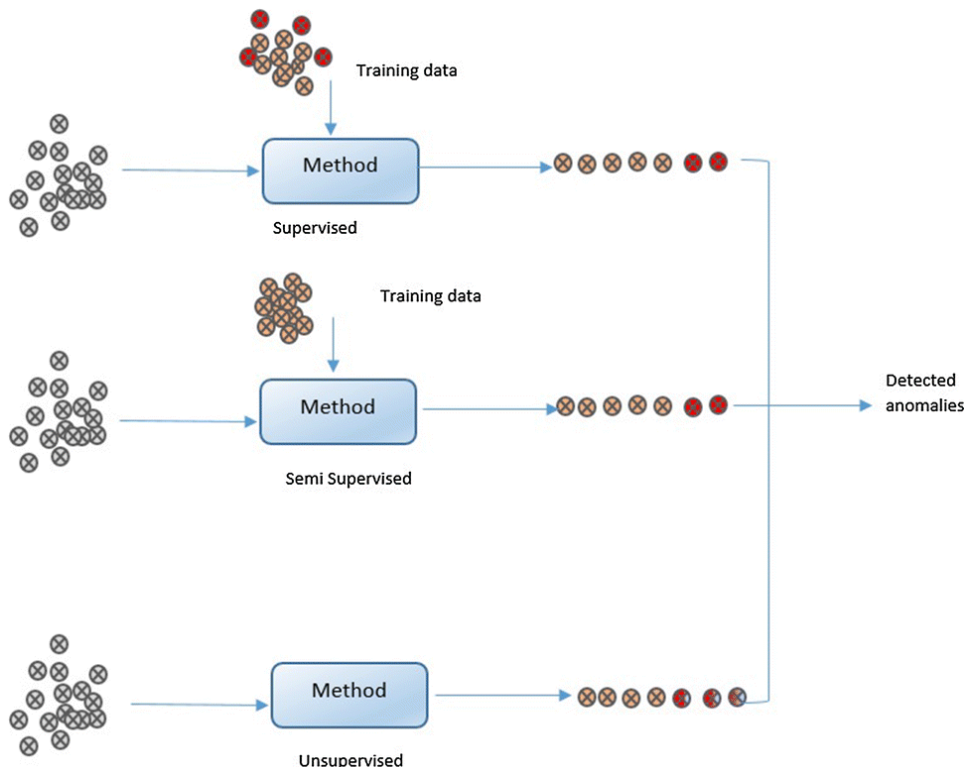 Training data
Method
Supervised
Training data
Method
Semi Supervised
Detected
anomalies
Method
Unsupervised